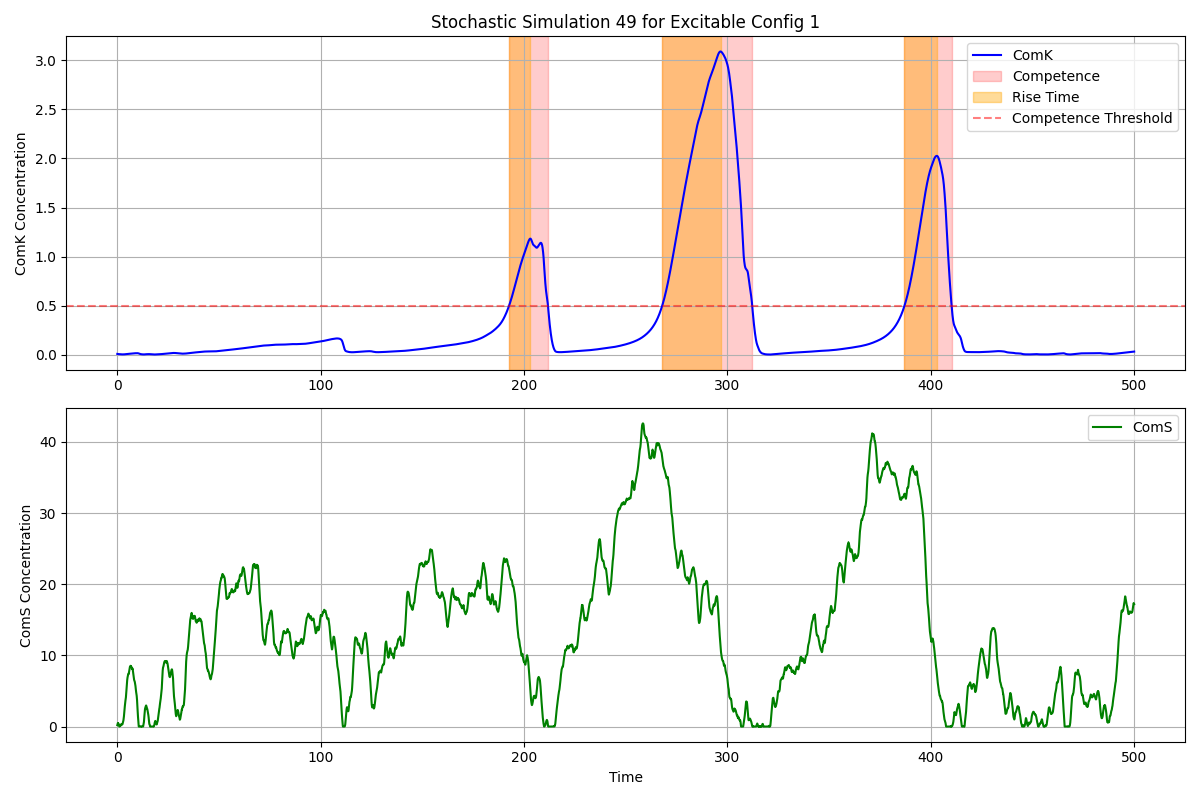 Stochastic Simulation 49 for Excitable Config 1
ComK Concentration
3.0
2.5
2.0
1.5
1.0
0.5
0.0
ComK
Competence
Rise Time
Competence Threshold
0 100 200 300 400 500
ComS Concentration
40
30
20
10
0
ComS
0 100 200 300 400 500
Time